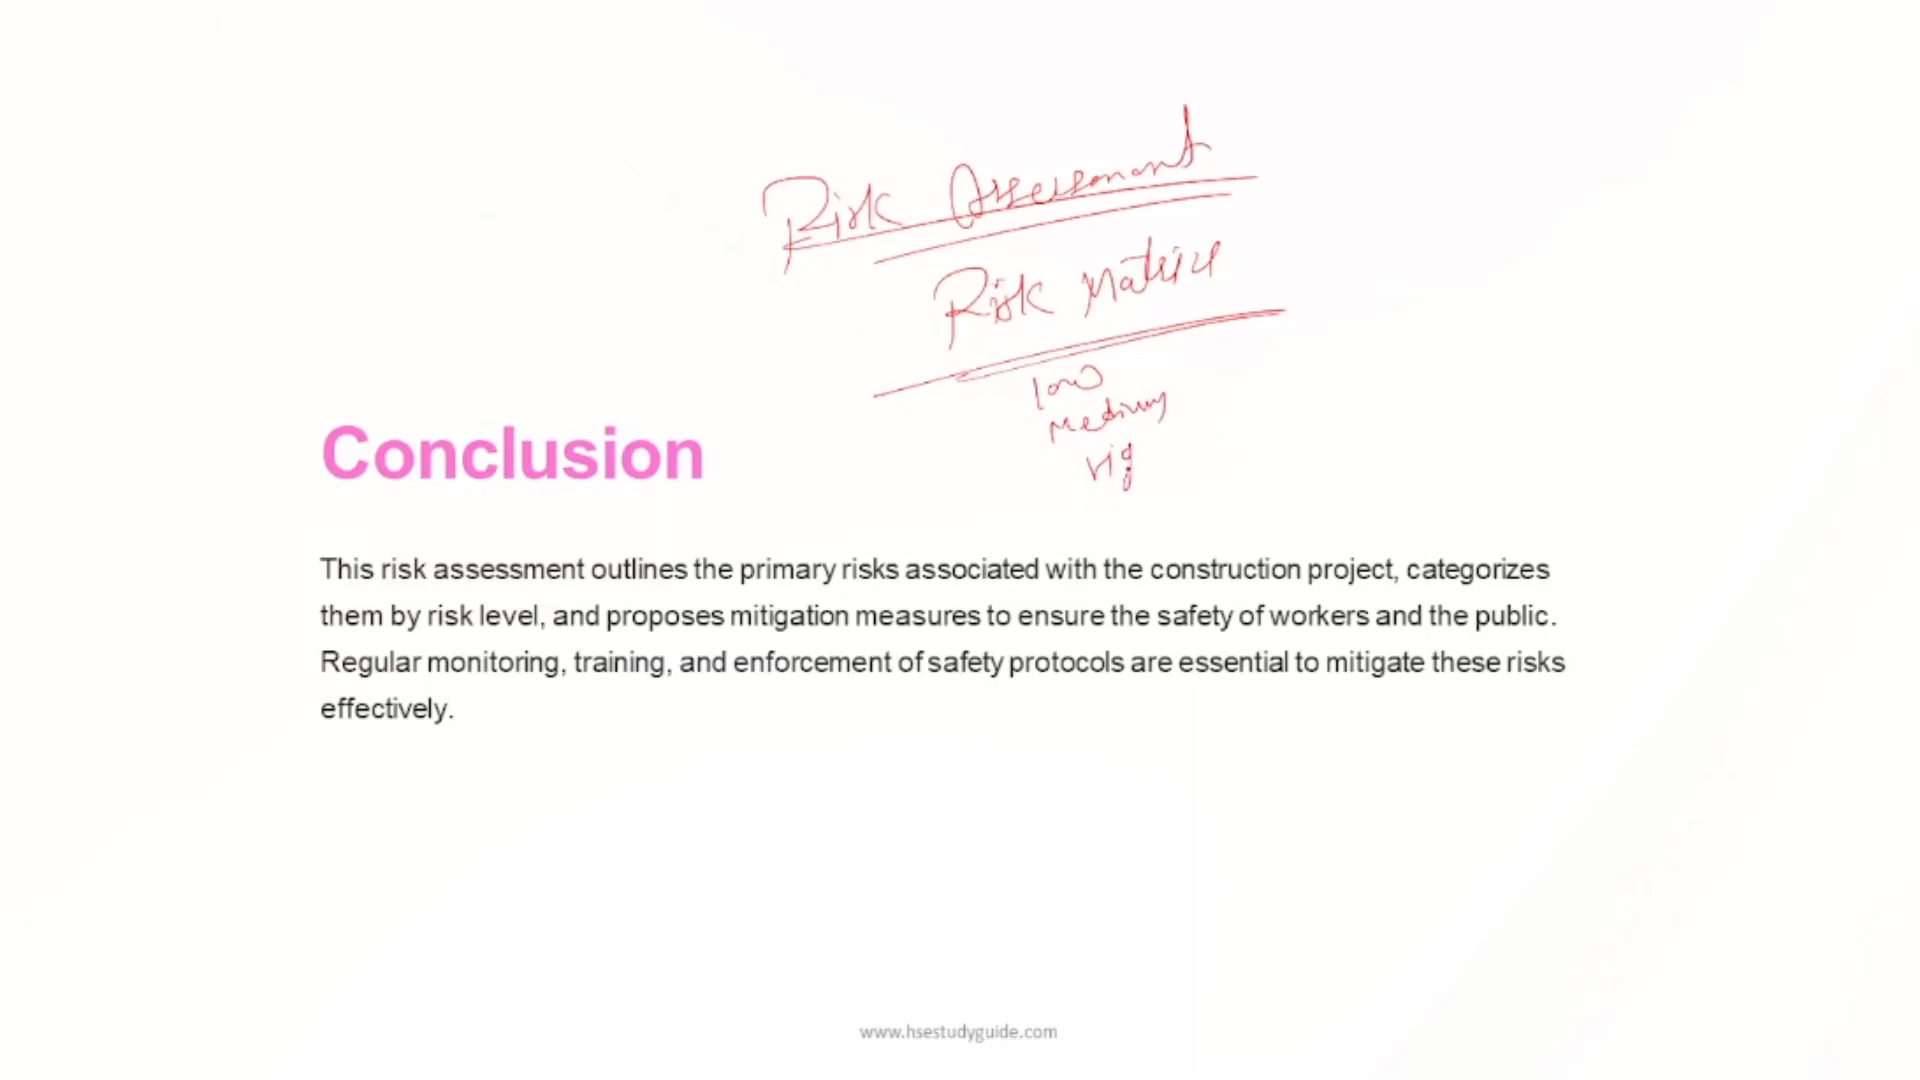 Risk Assessment
Risk Matrix
low
Medium
Hig
Conclusion
This risk assessment outlines the primary risks associated with the construction project, categorizes
them by risk level, and proposes mitigation measures to ensure the safety of workers and the public.
Regular monitoring, training, and enforcement of safety protocols are essential to mitigate these risks
effectively.
www.hsestudyguide.com